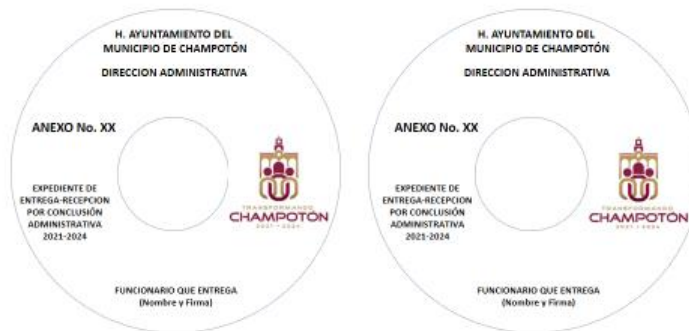 H. AYUNTAMIENTO DEL
MUNICIPIO DE CHAMPOTÓN
DIRECCION ADMINISTRATIVA
ANEXO No. XX
EXPEDIENTE DE
ENTREGA-RECEPCION
POR CONCLUSIÓN
ADMINISTRATIVA
2021-2024
TRANSFORMANDO
CHAMPOTÓN
2021 - 2024
FUNCIONARIO QUE ENTREGA
(Nombre y Firma)
H. AYUNTAMIENTO DEL
MUNICIPIO DE CHAMPOTÓN
DIRECCION ADMINISTRATIVA
ANEXO No. XX
EXPEDIENTE DE
ENTREGA-RECEPCION
POR CONCLUSIÓN
ADMINISTRATIVA
2021-2024
TRANSFORMANDO
CHAMPOTÓN
2021 - 2024
FUNCIONARIO QUE ENTREGA
(Nombre y Firma)